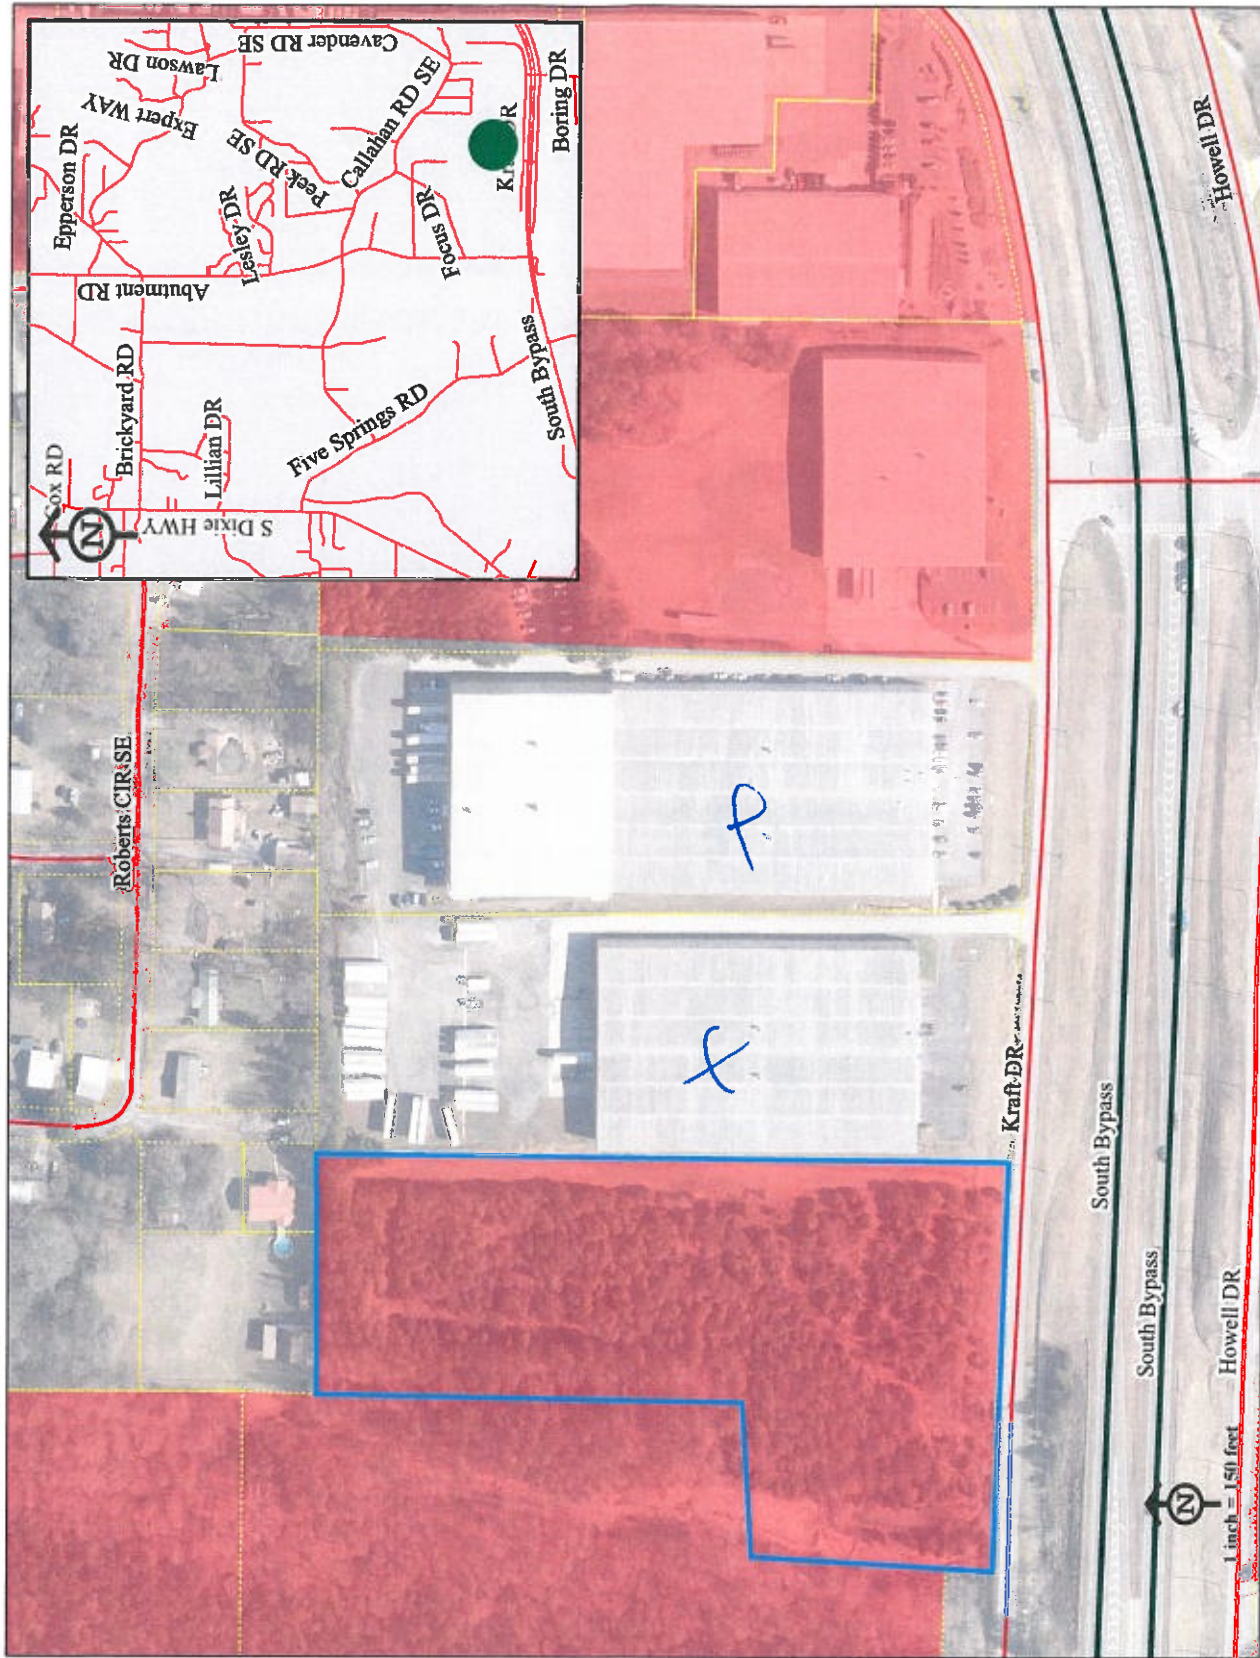 Cavender RD SE
Lawson DR
Expert WAY
Epperson DR
Peek RD SE
Callahan RD SE
Boring DR
DR
Lesley DR
Focus DR
Abutment RD
Brickyard RD
Lillian DR
Five Springs RD
South Bypass
Cox RD
S Dixie HWY
N
Roberts CIR SE
Howell DR
Kraft DR
South Bypass
South Bypass
Howell DR
N
1 inch = 150 feet